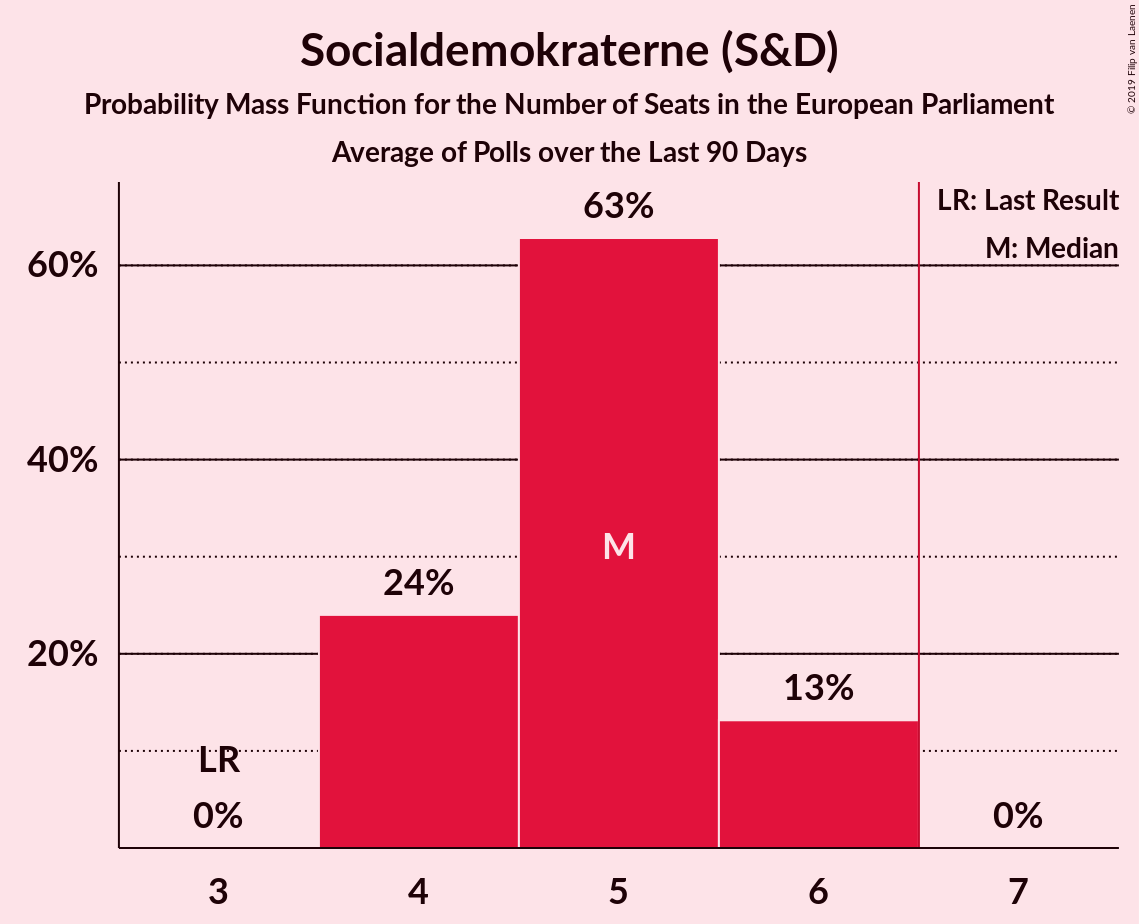 Socialdemokraterne (S&D)
Probability Mass Function for the Number of Seats in the European Parliament
Average of Polls over the Last 90 Days
© 2019 Filip van Laenen
LR: Last Result
M: Median
63%
60%
40%
M
24%
20%
13%
LR
0%
0%
3
4
5
6
7